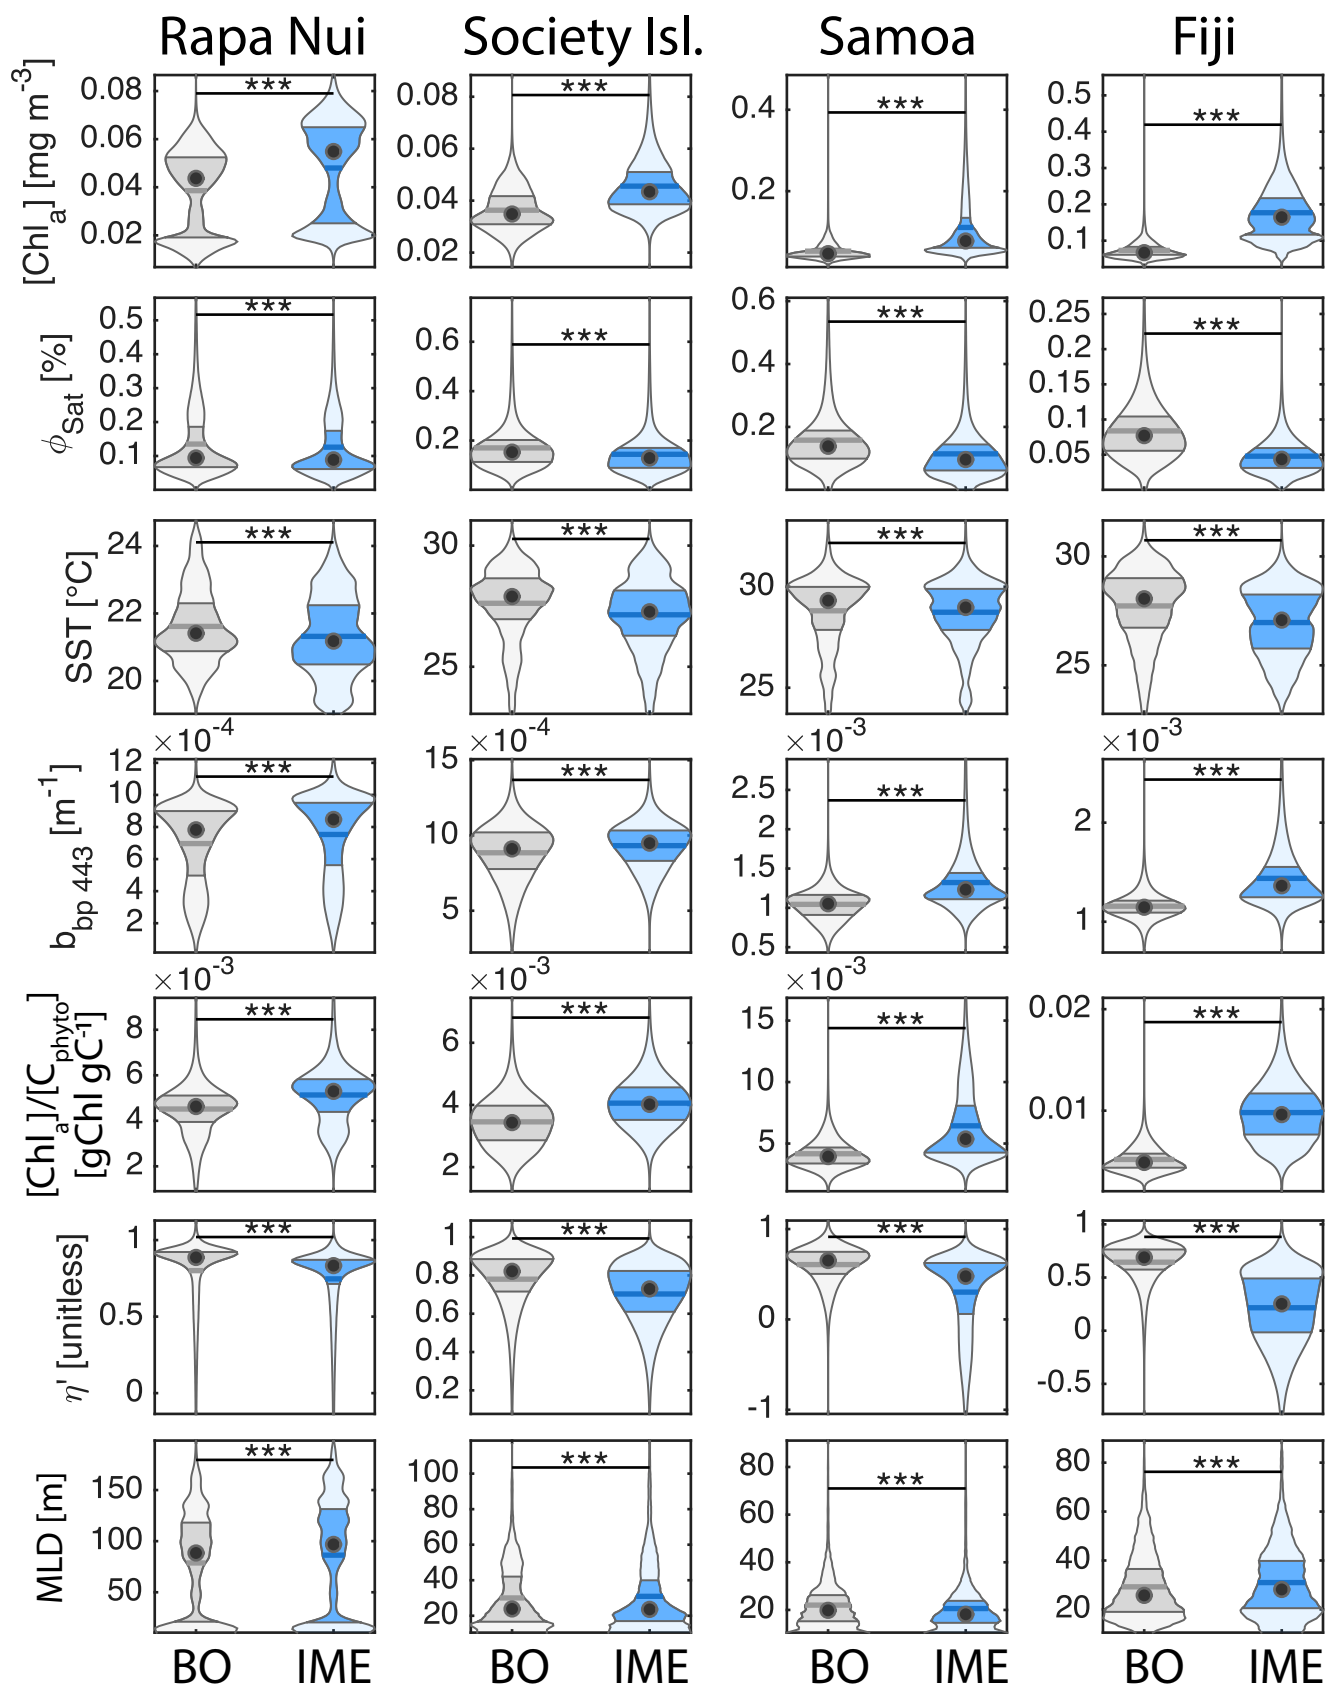 Rapa Nui Society Isl. Samoa Fiji
[Chl a] [mg m-3]
0.08 0.06 0.04 0.02
***
0.08 0.06 0.04 0.02
***
0.4 0.2
***
0.5 0.4 0.3 0.2 0.1
***
ϕSat [%]
0.5 0.4 0.3 0.2 0.1
***
0.6 0.4 0.2
***
0.6 0.4 0.2
***
0.25 0.2 0.15 0.1 0.05
***
SST [°C]
24 22 20
***
30 25
***
30 25
***
30 25
***
bbp 443 [m-1]
×10-4
12 10 8 6 4 2
***
×10-4
15 10 5
***
×10-3
2.5 2 1.5 1 0.5
***
×10-3
2 1
***
[Chl a]/[Cphyto]
[gChl gC-1]
×10-3
8 6 4 2
***
×10-3
6 4 2
***
×10-3
15 10 5
***
0.02 0.01
***
η' [unitless]
1 0.5 0
***
1 0.8 0.6 0.4 0.2
***
1 0 -1
***
1 0.5 0 -0.5
***
MLD [m]
150 100 50
***
100 80 60 40 20
***
80 60 40 20
***
80 60 40 20
***
BO IME BO IME BO IME BO IME